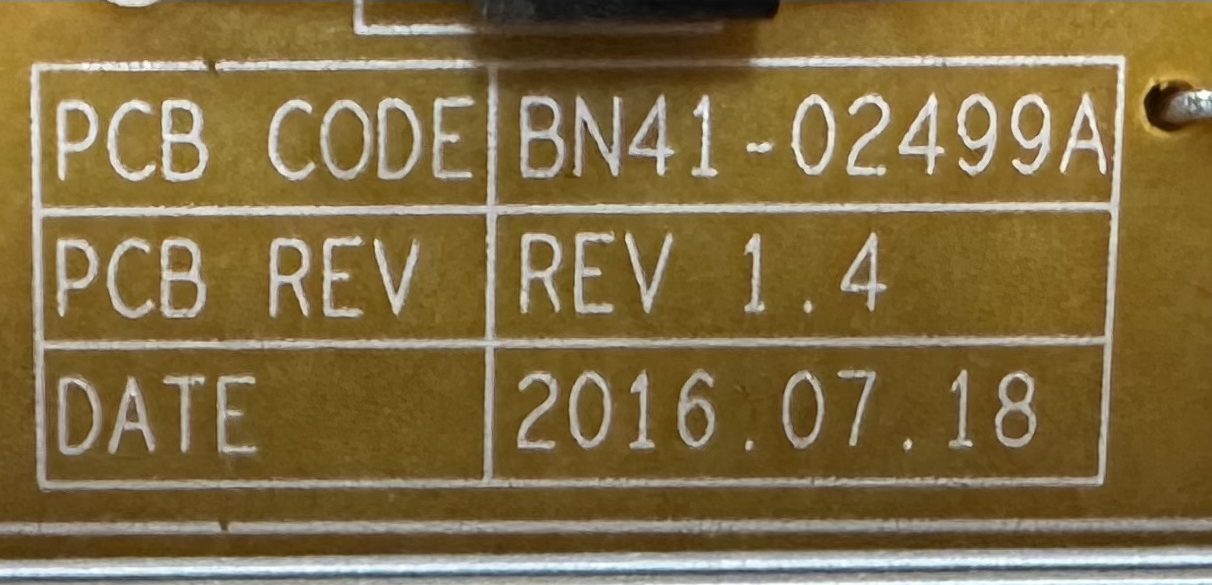 PCB CODE BN41-02499A
PCB REV REV 1.4
DATE 2016.07.18